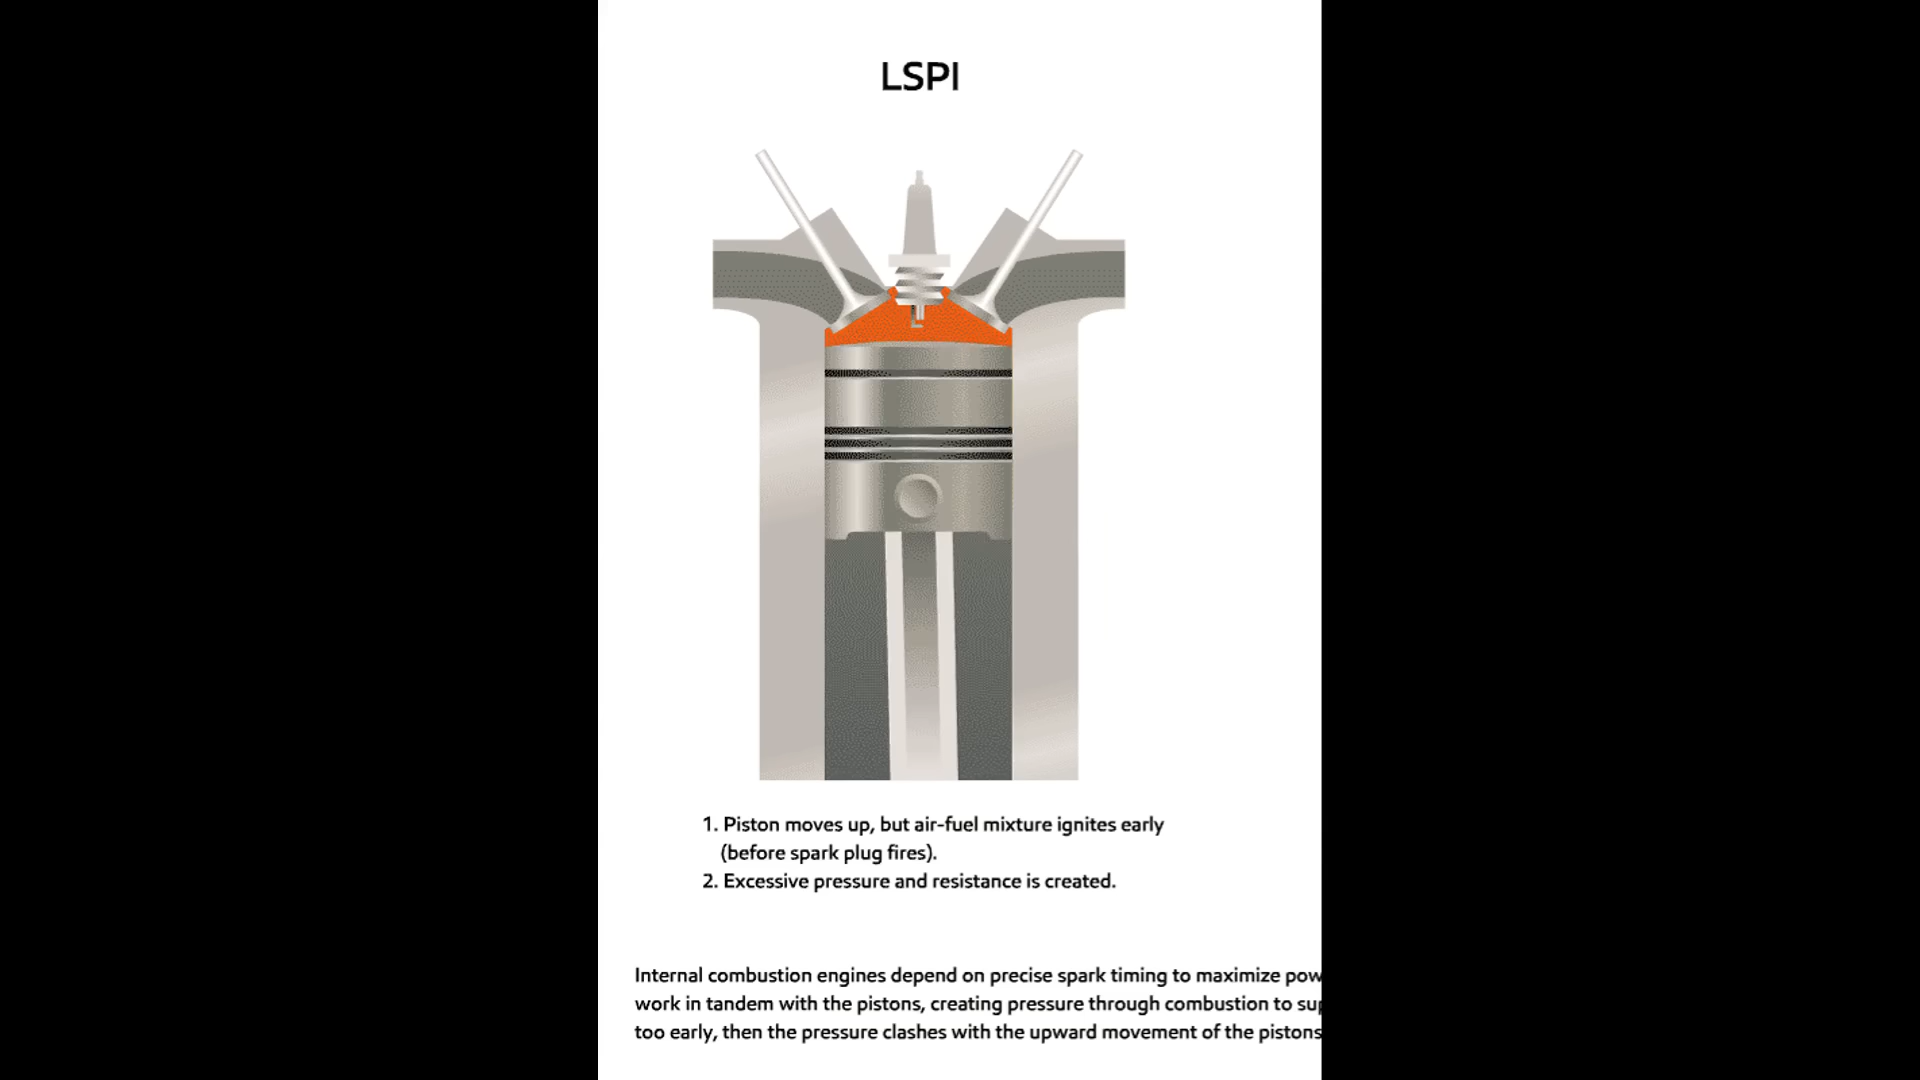 LSPI
1. Piston moves up, but air-fuel mixture ignites early
(before spark plug fires).
2. Excessive pressure and resistance is created.
Internal combustion engines depend on precise spark timing to maximize
work in tandem with the pistons, creating pressure through combustion to
too early, then the pressure clashes with the upward movement of the pistons